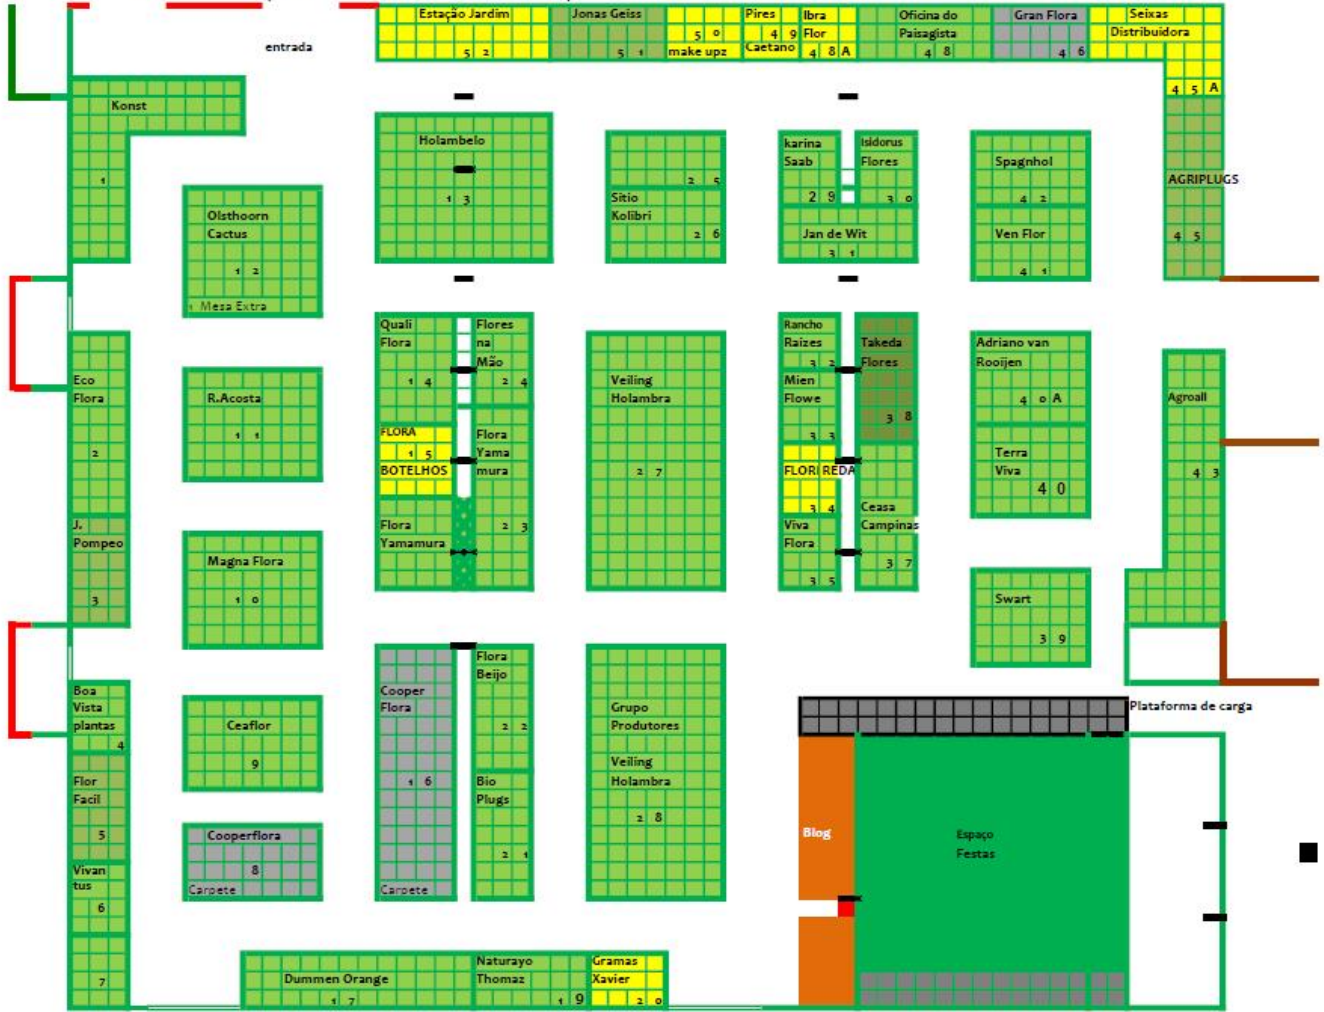 Estação Jardim
5 2
Jonas Geiss
5 1
5 0
make upz
Pires
4 9
Caetano
Ibra
Flor
4 8 A
Oficina do
Paisagista
4 8
Gran Flora
4 6
Seixas
Distribuidora
4 5 A
entrada
Konst
1
Holambelo
1 3
2 5
Sitio
Kolibri
2 6
karina
Saab
2 9
Isidorus
Flores
3 0
Jan de Wit
3 1
Spagnhol
4 2
Ven Flor
4 1
AGRIPLUGS
4 5
Olsthoorn
Cactus
1 2
1 Mesa Extra
Quali
Flora
1 4
Flores
na
Mão
2 4
FLORA
1 5
BOTELHOS
Flora
Yama
mura
2 3
Flora
Yamamura
Veiling
Holambra
2 7
Rancho
Raizes
3 2
Takeda
Flores
3 8
Mien
Flowe
3 3
FLORI REDA
3 4
Viva
Flora
3 5
Ceasa
Campinas
3 7
Adriano van
Rooijen
4 0 A
Terra
Viva
4 0
Agroall
4 3
Eco
Flora
2
R.Acosta
1 1
J.
Pompeo
3
Magna Flora
1 0
Swart
3 9
Boa
Vista
plantas
4
Ceaflor
9
Cooper
Flora
1 6
Carpete
Flora
Beijo
2 2
Bio
Plugs
2 1
Grupo
Produtores
Veiling
Holambra
2 8
Plataforma de carga
Flor
Facil
5
Cooperflora
8
Carpete
Blog
Espaço
Festas
Vivan
tus
6
7
Dummen Orange
1 7
Naturayo
Thomaz
1 9
Gramas
Xavier
2 0